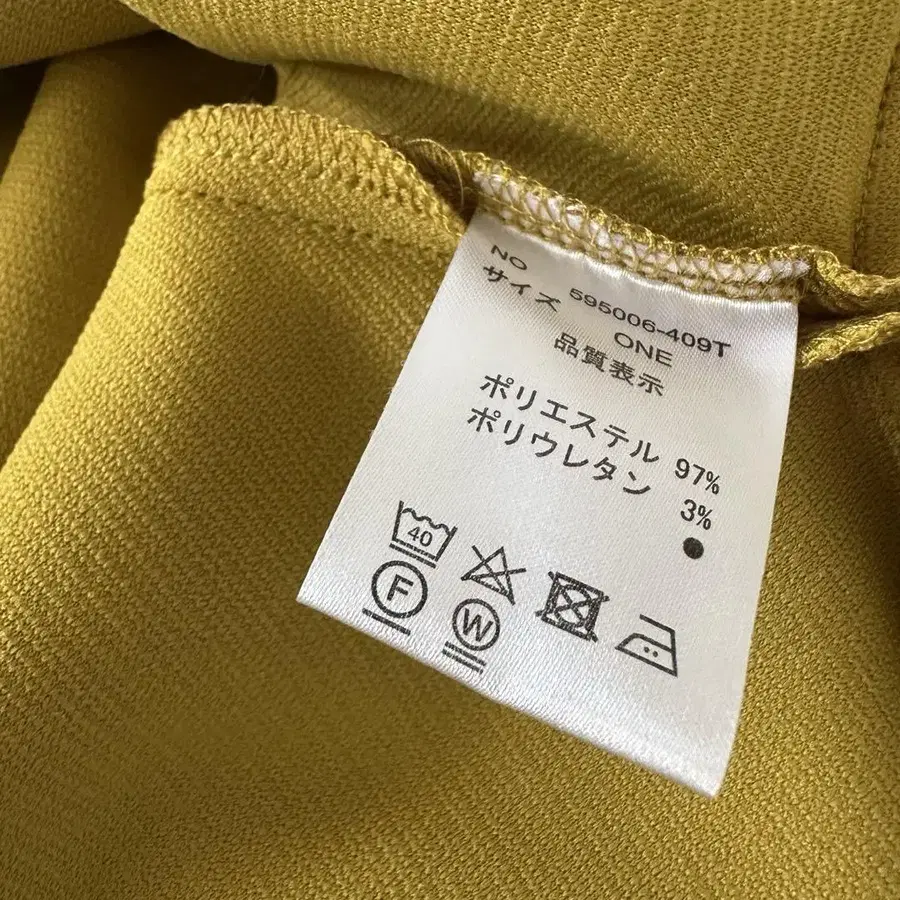 NO 595006-409T
サイズ ONE
品質表示
ポリエステル 97%
ポリウレタン 3%
40
F
W